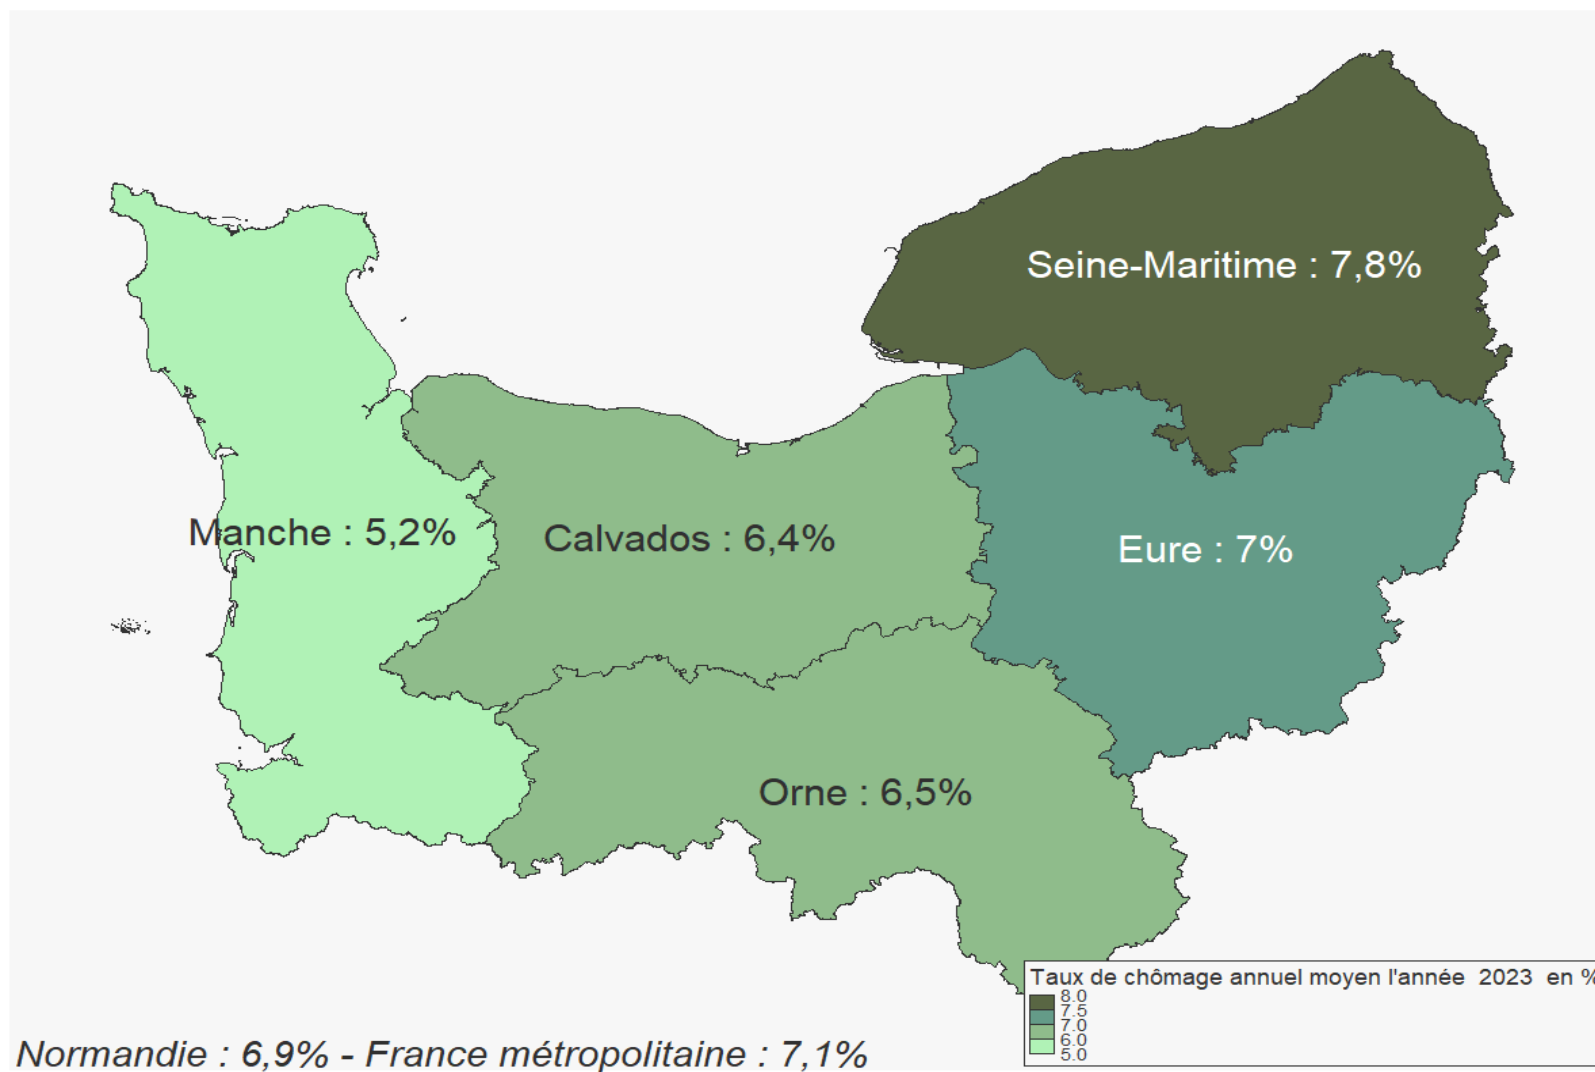 Seine-Maritime : 7,8%
Manche : 5,2%
Calvados : 6,4%
Eure : 7%
Orne : 6,5%
Taux de chômage annuel moyen l'année 2023 en %
8.0
7.5
7.0
6.0
5.0
Normandie : 6,9% - France métropolitaine : 7,1%